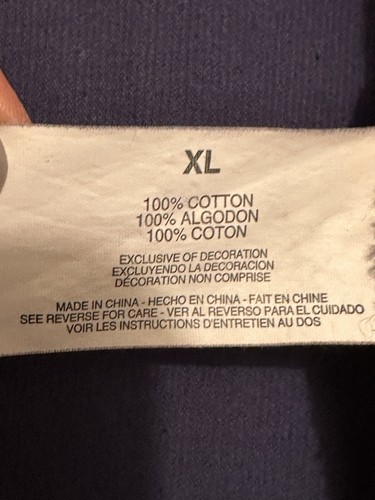 XL
100% COTTON
100% ALGODON
100% COTON
EXCLUSIVE OF DECORATION
EXCLUYENDO LA DECORACION
DÉCORATION NON COMPRISE
MADE IN CHINA - HECHO EN CHINA - FAIT EN CHINE
SEE REVERSE FOR CARE - VER AL REVERSO PARA EL CUIDADO
VOIR LES INSTRUCTIONS D'ENTRETIEN AU DOS